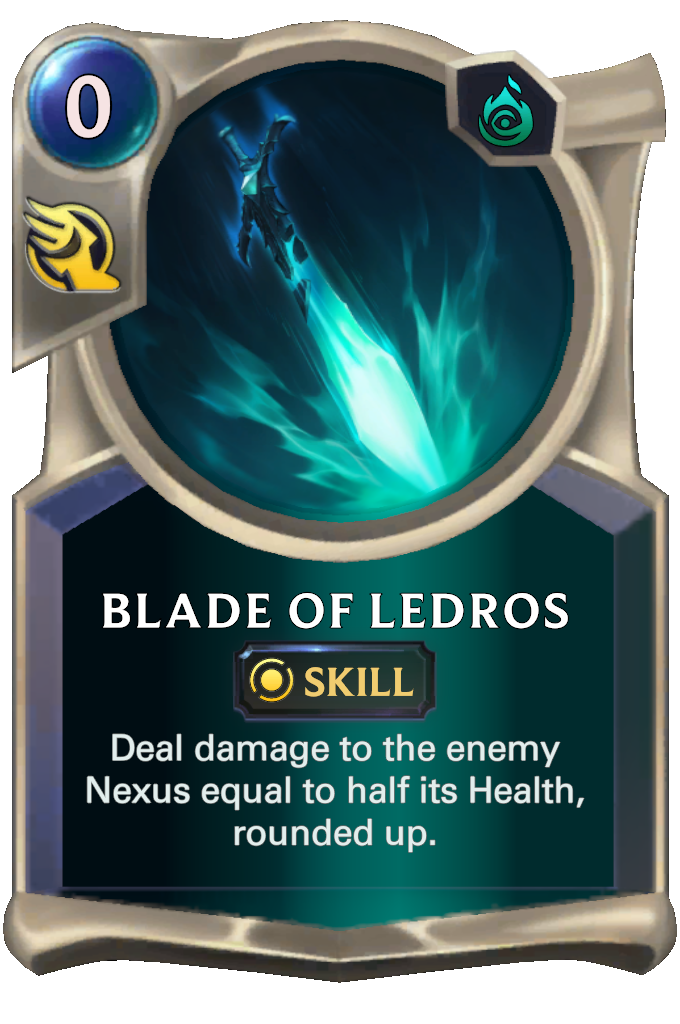 0
BLADE OF LEDROS
SKILL
Deal damage to the enemy
Nexus equal to half its Health,
rounded up.